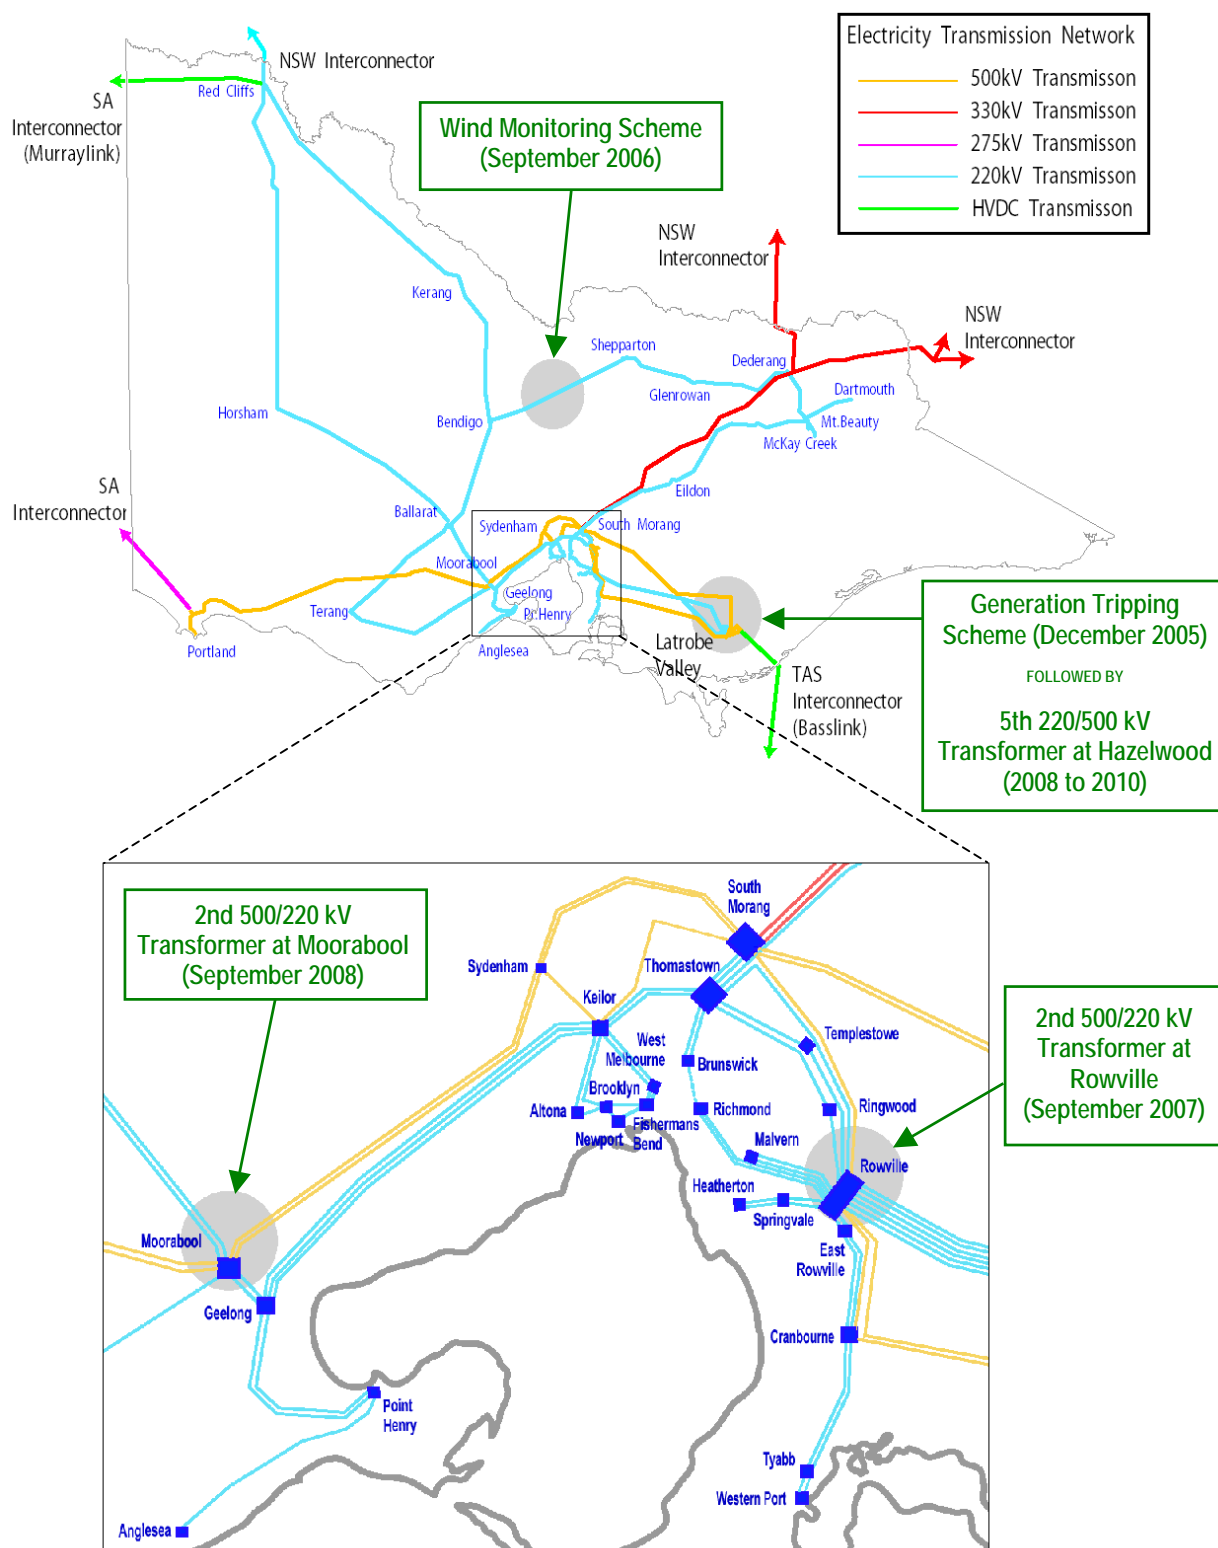 Electricity Transmission Network
500kV Transmisson
330kV Transmisson
275kV Transmisson
220kV Transmisson
HVDC Transmisson
NSW Interconnector
Red Cliffs
SA
Interconnector
(Murraylink)
Wind Monitoring Scheme
(September 2006)
NSW
Interconnector
NSW
Interconnector
Kerang
Shepparton
Dederang
Glenrowan
Dartmouth
Horsham
Bendigo
Mt.Beauty
McKay Creek
Eildon
SA
Interconnector
Ballarat
Sydenham
South Morang
Moorabool
Geelong
Pt.Henry
Terang
Portland
Anglesea
Latrobe
Valley
TAS
Interconnector
(Basslink)
Generation Tripping
Scheme (December 2005)
FOLLOWED BY
5th 220/500 kV
Transformer at Hazelwood
(2008 to 2010)
2nd 500/220 kV
Transformer at Moorabool
(September 2008)
South
Morang
Sydenham
Thomastown
Keilor
2nd 500/220 kV
Transformer at
Rowville
(September 2007)
West
Melbourne
Templestowe
Brunswick
Brooklyn
Altona
Newport
Fishermans
Bend
Richmond
Ringwood
Malvern
Rowville
Heatherton
Springvale
East
Rowville
Moorabool
Geelong
Cranbourne
Point
Henry
Tyabb
Western Port
Anglesea